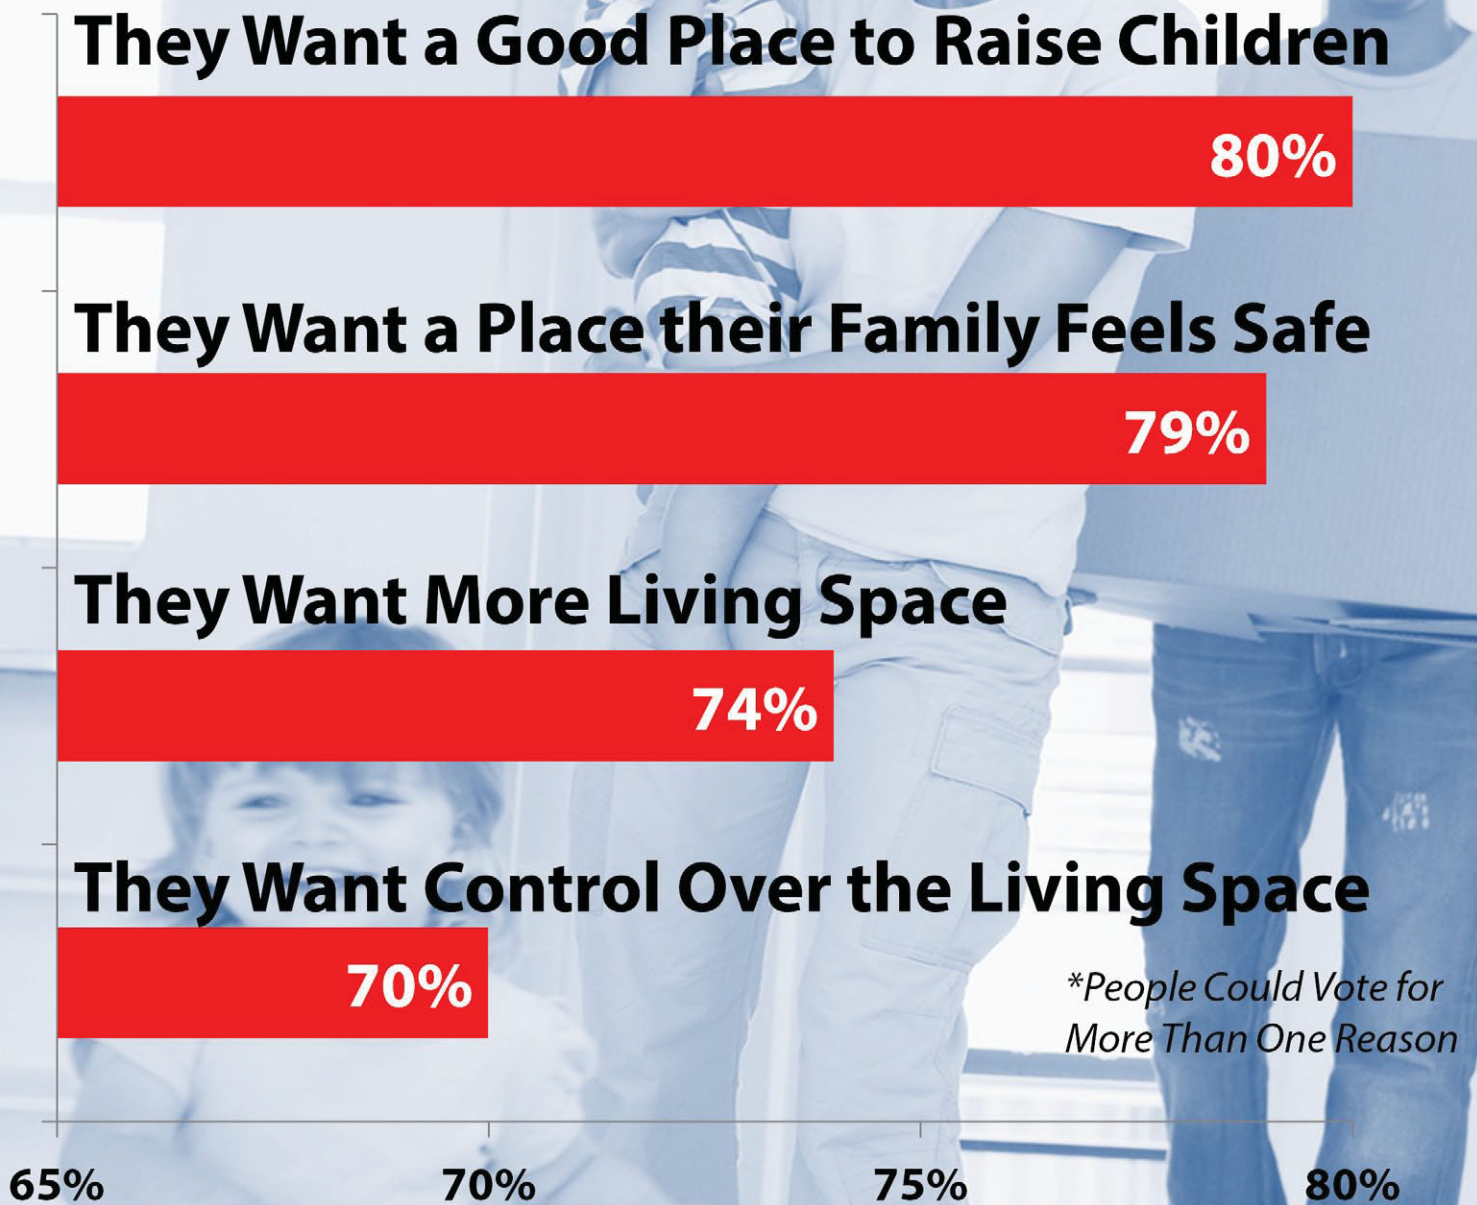 They Want a Good Place to Raise Children
80%
They Want a Place their Family Feels Safe
79%
They Want More Living Space
74%
They Want Control Over the Living Space
70%
*People Could Vote for
More Than One Reason
65% 70% 75% 80%